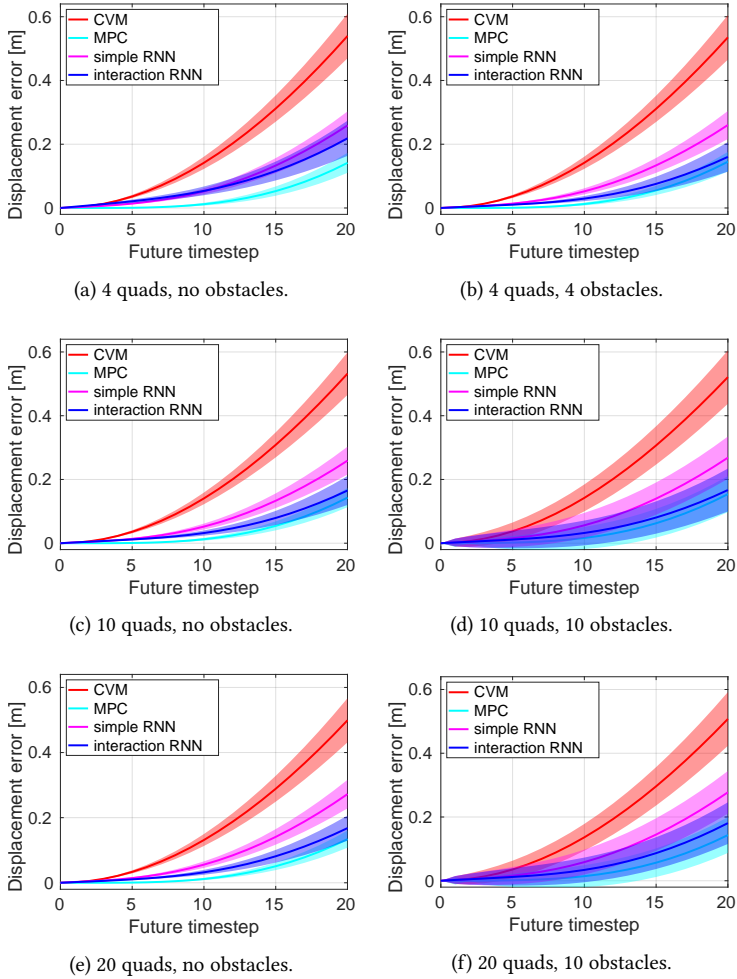 0.6
0.4
0.2
0
Displacement error [m]
CVM
MPC
simple RNN
interaction RNN
0 5 10 15 20
Future timestep
(a) 4 quads, no obstacles.
0.6
0.4
0.2
0
Displacement error [m]
CVM
MPC
simple RNN
interaction RNN
0 5 10 15 20
Future timestep
(b) 4 quads, 4 obstacles.
0.6
0.4
0.2
0
Displacement error [m]
CVM
MPC
simple RNN
interaction RNN
0 5 10 15 20
Future timestep
(c) 10 quads, no obstacles.
0.6
0.4
0.2
0
Displacement error [m]
CVM
MPC
simple RNN
interaction RNN
0 5 10 15 20
Future timestep
(d) 10 quads, 10 obstacles.
0.6
0.4
0.2
0
Displacement error [m]
CVM
MPC
simple RNN
interaction RNN
0 5 10 15 20
Future timestep
(e) 20 quads, no obstacles.
0.6
0.4
0.2
0
Displacement error [m]
CVM
MPC
simple RNN
interaction RNN
0 5 10 15 20
Future timestep
(f) 20 quads, 10 obstacles.